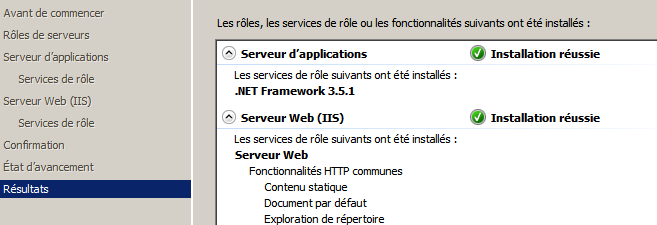 Avant de commencer
Rôles de serveurs
Serveur d'applications
Services de rôle
Serveur Web (IIS)
Services de rôle
Confirmation
État d'avancement
Résultats
Les rôles, les services de rôle ou les fonctionnalités suivants ont été installés :
Serveur d'applications Installation réussie
Les services de rôle suivants ont été installés :
.NET Framework 3.5.1
Serveur Web (IIS) Installation réussie
Les services de rôle suivants ont été installés :
Serveur Web
Fonctionnalités HTTP communes
Contenu statique
Document par défaut
Exploration de répertoire